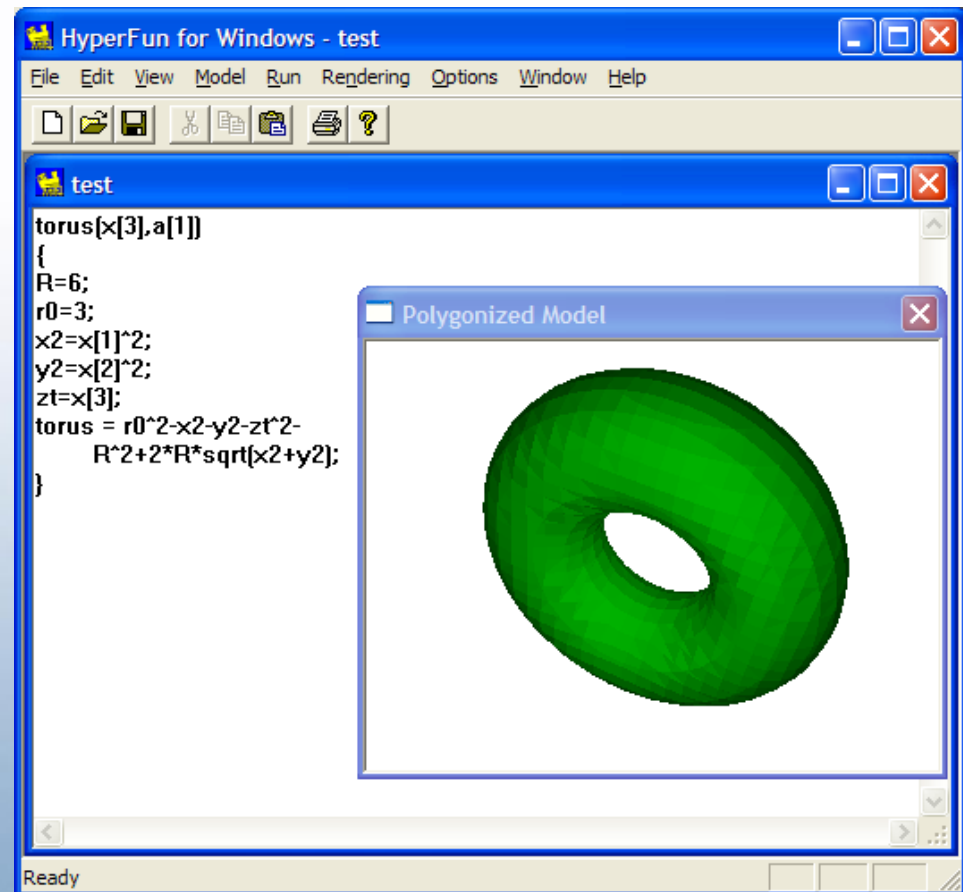 HyperFun for Windows - test
File Edit View Model Run Rendering Options Window Help
test
torus(x[3],a[1])
{
R=6;
r0=3;
x2=x[1]^2;
y2=x[2]^2;
zt=x[3];
torus = r0^2-x2-y2-zt^2-
R^2+2*R*sqrt(x2+y2);
}
Polygonized Model
Ready